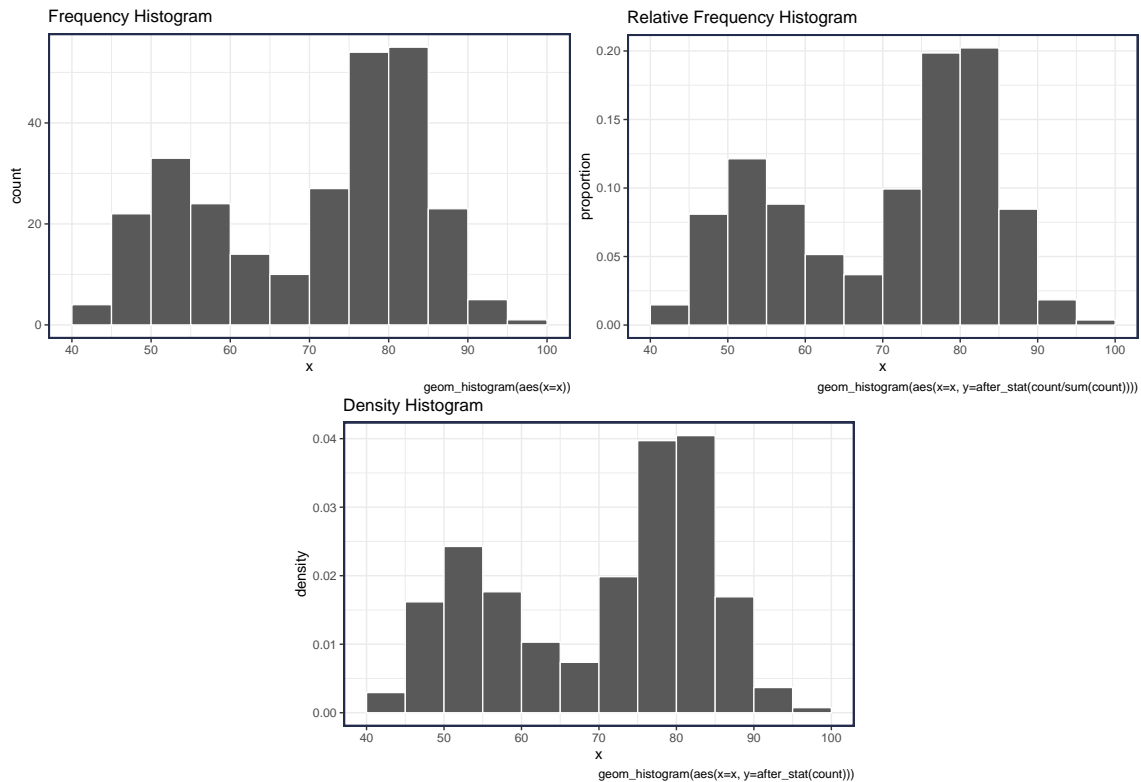 Frequency Histogram
count
40
20
0
40 50 60 70 80 90 100
x
geom_histogram(aes(x=x))
Relative Frequency Histogram
proportion
0.20
0.15
0.10
0.05
0.00
40 50 60 70 80 90 100
x
geom_histogram(aes(x=x, y=after_stat(count/sum(count))))
Density Histogram
density
0.04
0.03
0.02
0.01
0.00
40 50 60 70 80 90 100
x
geom_histogram(aes(x=x, y=after_stat(count)))